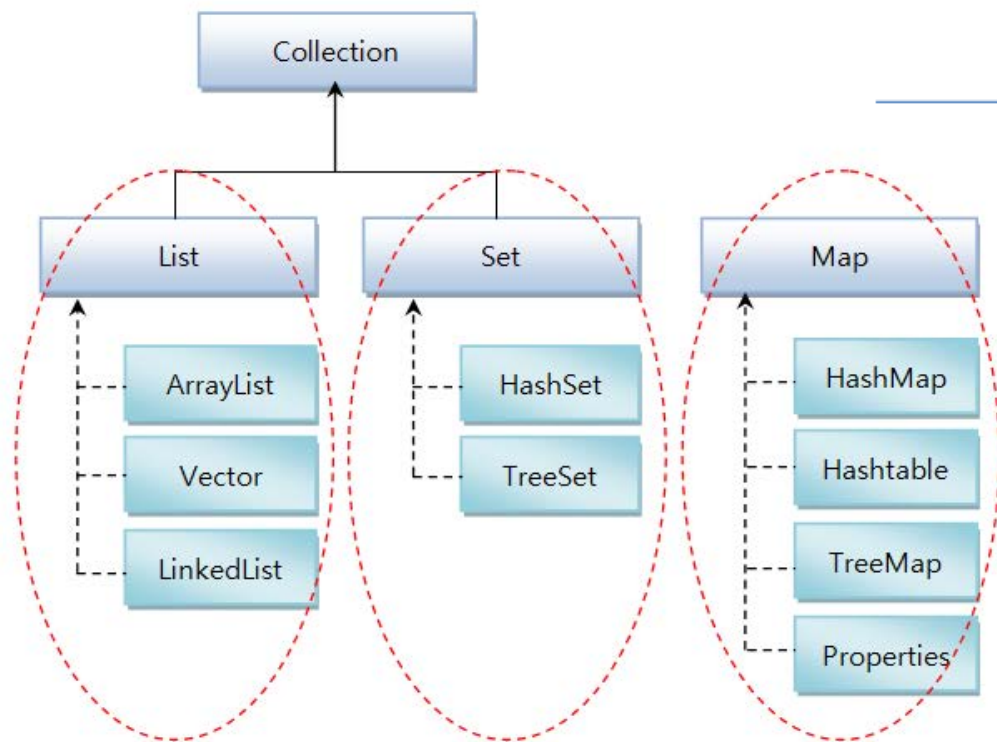 Collection
List
Set
Map
ArrayList
Vector
LinkedList
HashSet
TreeSet
HashMap
Hashtable
TreeMap
Properties